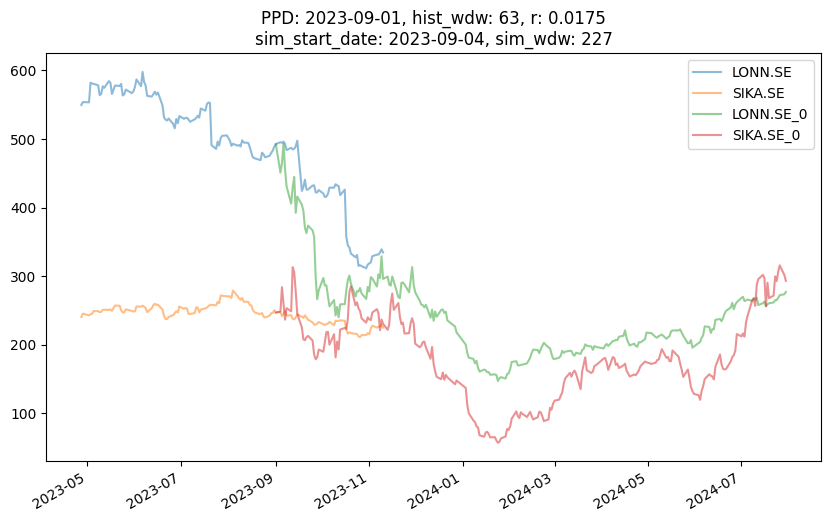 PPD: 2023-09-01, hist_wdw: 63, r: 0.0175
sim_start_date: 2023-09-04, sim_wdw: 227
LONN.SE
SIKA.SE
LONN.SE_0
SIKA.SE_0
600
500
400
300
200
100
2023-05
2023-07
2023-09
2023-11
2024-01
2024-03
2024-05
2024-07